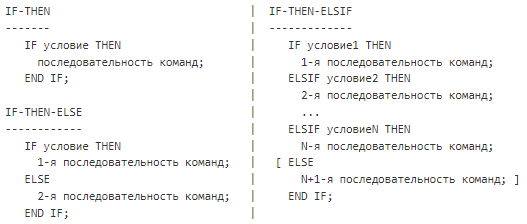 IF-THEN
-------
IF условие THEN
последовательность команд;
END IF;
IF-THEN-ELSE
------------
IF условие THEN
1-я последовательность команд;
ELSE
2-я последовательность команд;
END IF;
IF-THEN-ELSIF
-------------
IF условие1 THEN
1-я последовательность команд;
ELSIF условие2 THEN
2-я последовательность команд;
...
ELSIF условиеN THEN
N-я последовательность команд;
[ ELSE
N+1-я последовательность команд; ]
END IF;